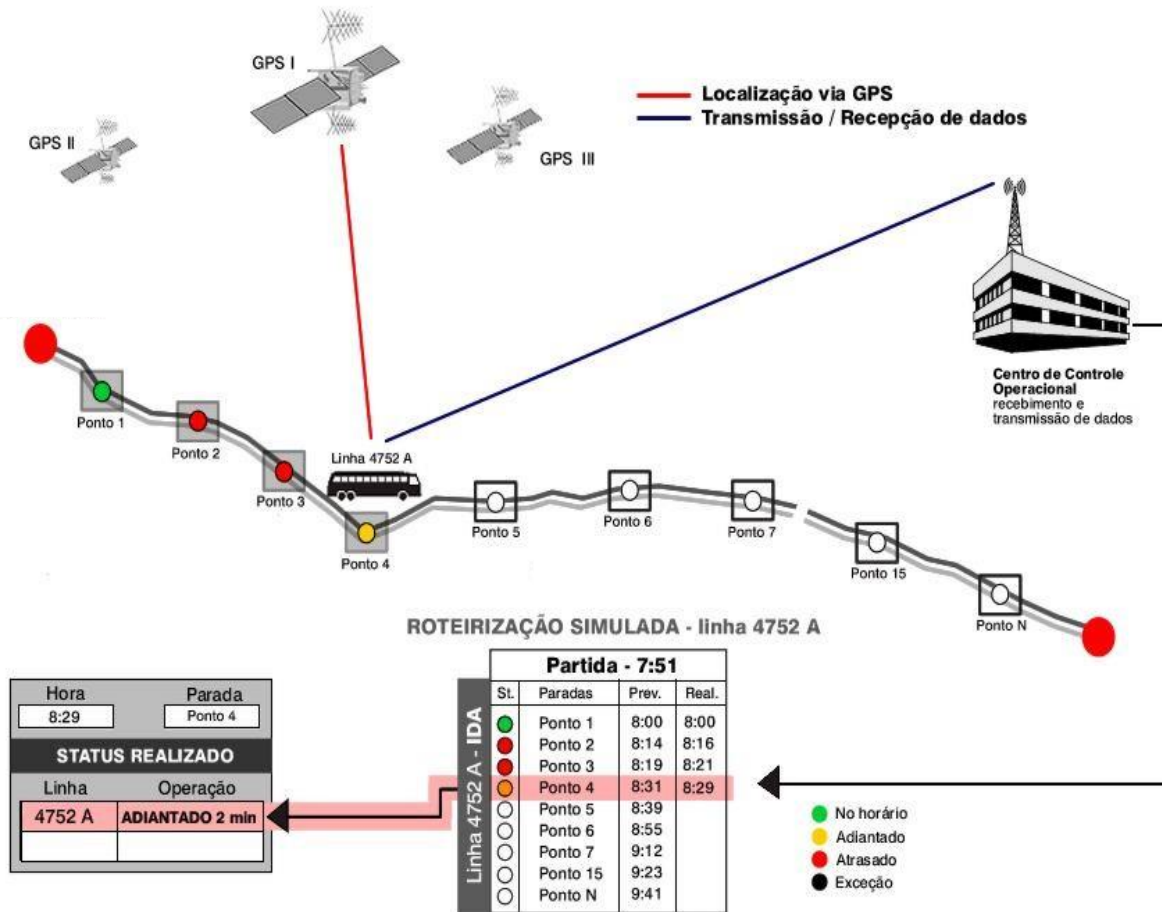 GPS I
GPS II
GPS III
Localização via GPS
Transmissão / Recepção de dados
Centro de Controle
Operacional
recebimento e
transmissão de dados
Ponto 1
Ponto 2
Ponto 3
Linha 4752 A
Ponto 4
Ponto 5
Ponto 6
Ponto 7
Ponto 15
Ponto N
ROTEIRIZAÇÃO SIMULADA - linha 4752 A
Hora Parada
8:29 Ponto 4
STATUS REALIZADO
Linha Operação
4752 A ADIANTADO 2 min
Linha 4752 A - IDA
Partida - 7:51
St. Paradas Prev. Real.
Ponto 1 8:00 8:00
Ponto 2 8:14 8:16
Ponto 3 8:19 8:21
Ponto 4 8:31 8:29
Ponto 5 8:39
Ponto 6 8:55
Ponto 7 9:12
Ponto 15 9:23
Ponto N 9:41
No horário
Adiantado
Atrasado
Exceção